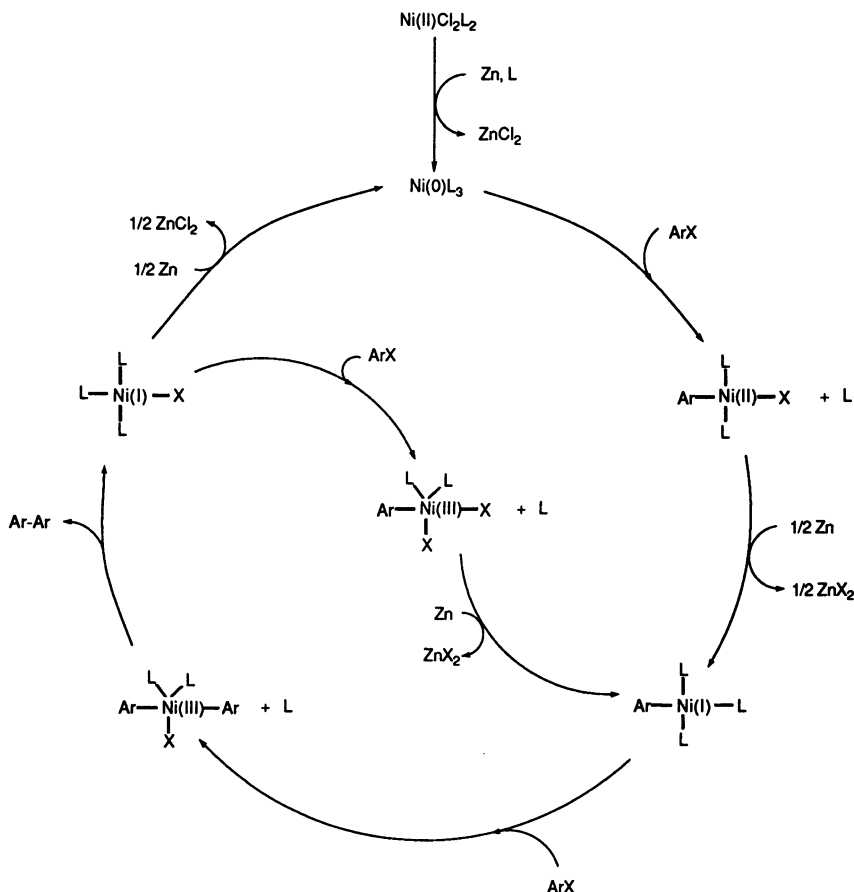 Ni(II)Cl₂L₂
Zn, L
ZnCl₂
Ni(0)L₃
1/2 ZnCl₂
1/2 Zn
ArX
L
L Ni(I) X
L
ArX
L
Ar Ni(II) X + L
L
L L
Ar Ni(III) X + L
X
Ar-Ar
1/2 Zn
1/2 ZnX₂
Zn
ZnX₂
L L
Ar Ni(III) Ar + L
X
L
Ar Ni(I) L
L
ArX